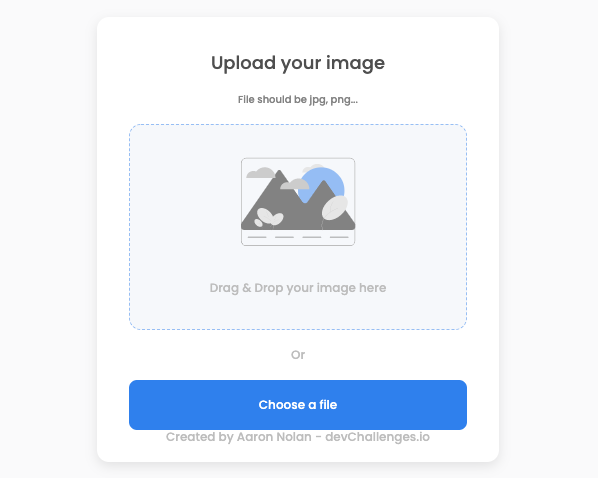 Upload your image
File should be jpg, png...
Drag & Drop your image here
Or
Choose a file
Created by Aaron Nolan - devChallenges.io